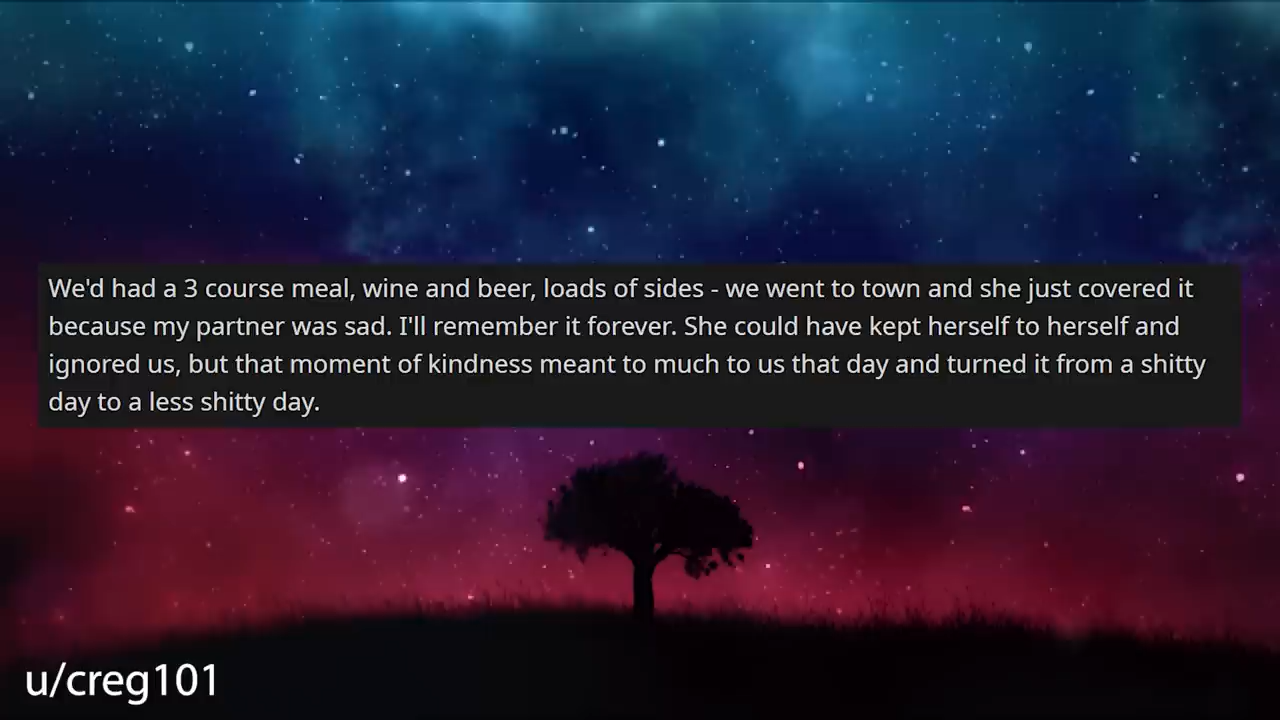 We'd had a 3 course meal, wine and beer, loads of sides - we went to town and she just covered it
because my partner was sad. I'll remember it forever. She could have kept herself to herself and
ignored us, but that moment of kindness meant to much to us that day and turned it from a shitty
day to a less shitty day.
u/creg101